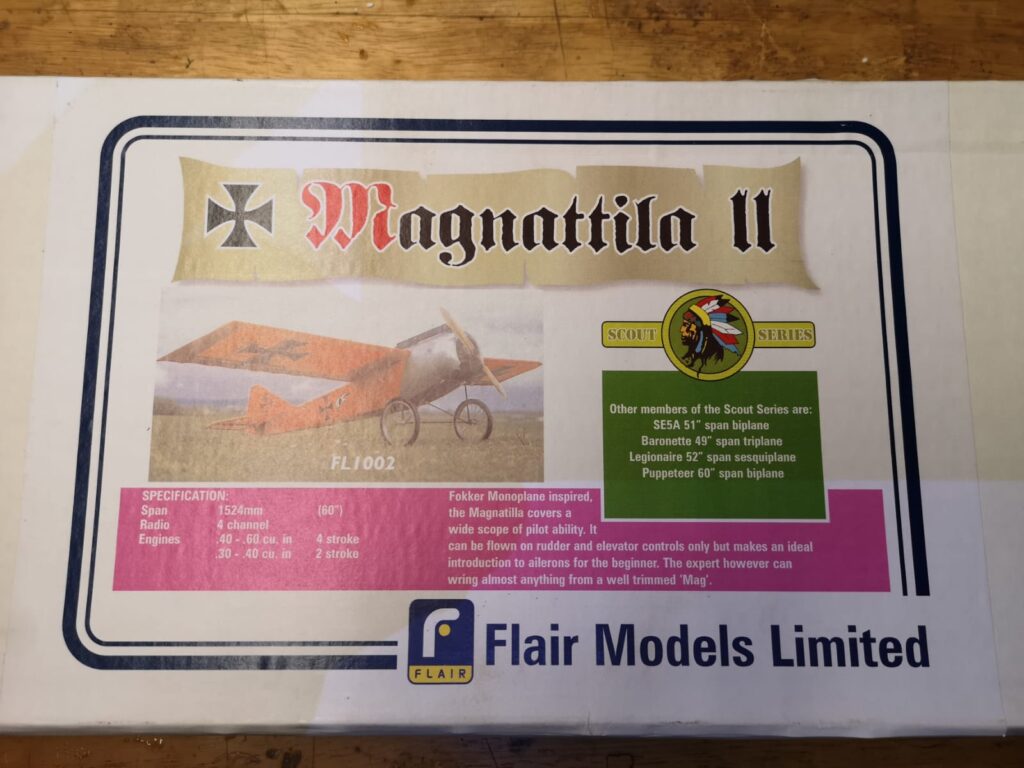 Magnattila II
SCOUT SERIES
Other members of the Scout Series are:
SE5A 51" span biplane
Baronette 49" span triplane
Legionaire 52" span sesquiplane
Puppeteer 60" span biplane
FL1002
SPECIFICATION:
Span 1524mm (60")
Radio 4 channel
Engines .40 - .60 cu. in 4 stroke
.30 - .40 cu. in 2 stroke
Fokker Monoplane inspired,
the Magnatilla covers a
wide scope of pilot ability. It
can be flown on rudder and elevator controls only but makes an ideal
introduction to ailerons for the beginner. The expert however can
wring almost anything from a well trimmed 'Mag'.
FLAIR
Flair Models Limited